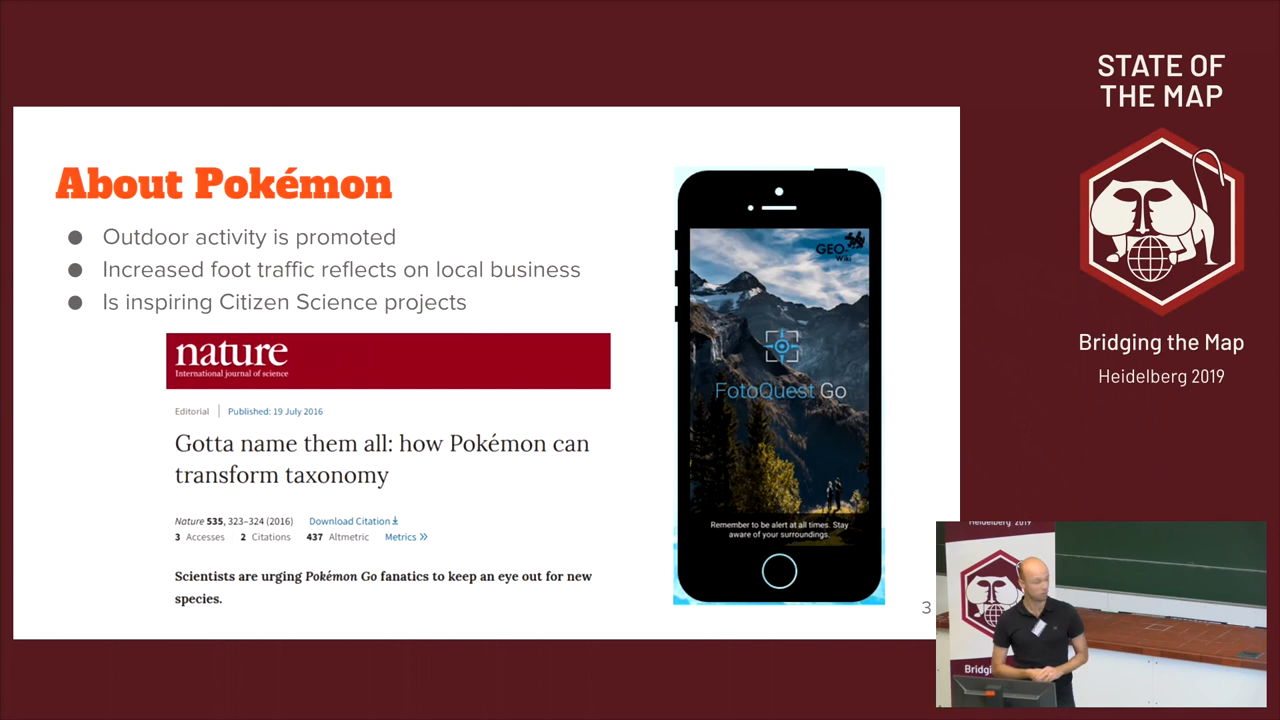 STATE OF
THE MAP
Bridging the Map
Heidelberg 2019
About Pokémon
● Outdoor activity is promoted
● Increased foot traffic reflects on local business
● Is inspiring Citizen Science projects
nature
International journal of science
Editorial | Published: 19 July 2016
Gotta name them all: how Pokémon can
transform taxonomy
Nature 535, 323–324 (2016) Download Citation
3 Accesses 2 Citations 437 Altmetric Metrics »
Scientists are urging Pokémon Go fanatics to keep an eye out for new
species.
GEO-
Wiki
FotoQuest Go
Remember to be alert at all times. Stay
aware of your surroundings.
3
Heidelberg 2019
Bridgi